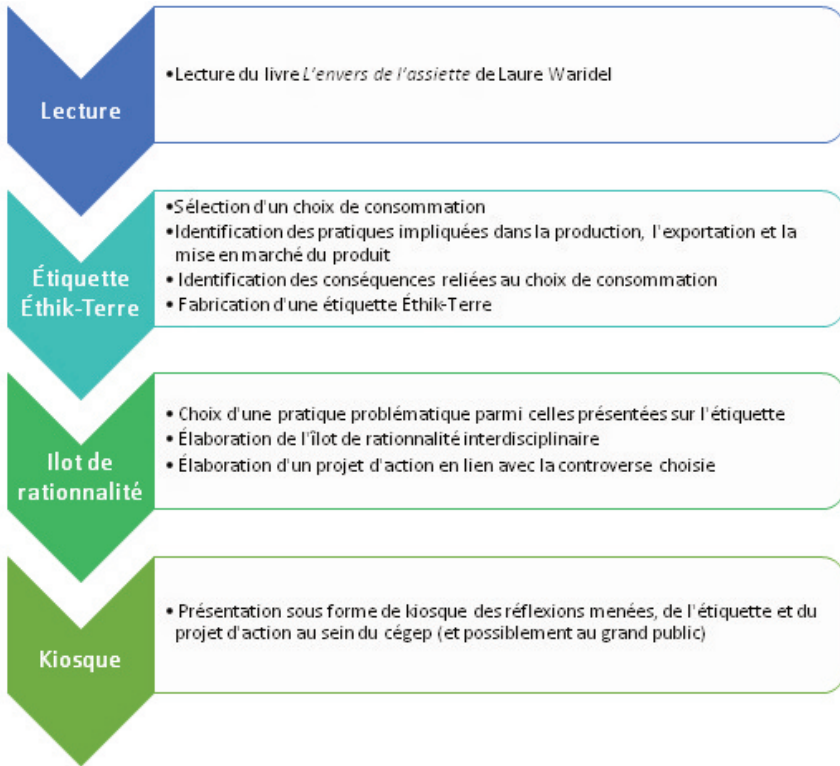 Lecture
•Lecture du livre L'envers de l'assiette de Laure Waridel
Étiquette
Éthik-Terre
•Sélection d'un choix de consommation
•Identification des pratiques impliquées dans la production, l'exportation et la
mise en marché du produit
• Identification des conséquences reliées au choix de consommation
• Fabrication d'une étiquette Éthik-Terre
Ilot de
rationnalité
• Choix d'une pratique problématique parmi celles présentées sur l'étiquette
• Élaboration de l'îlot de rationnalité interdisciplinaire
• Élaboration d'un projet d'action en lien avec la controverse choisie
Kiosque
• Présentation sous forme de kiosque des réflexions menées, de l'étiquette et du
projet d'action au sein du cégep (et possiblement au grand public)